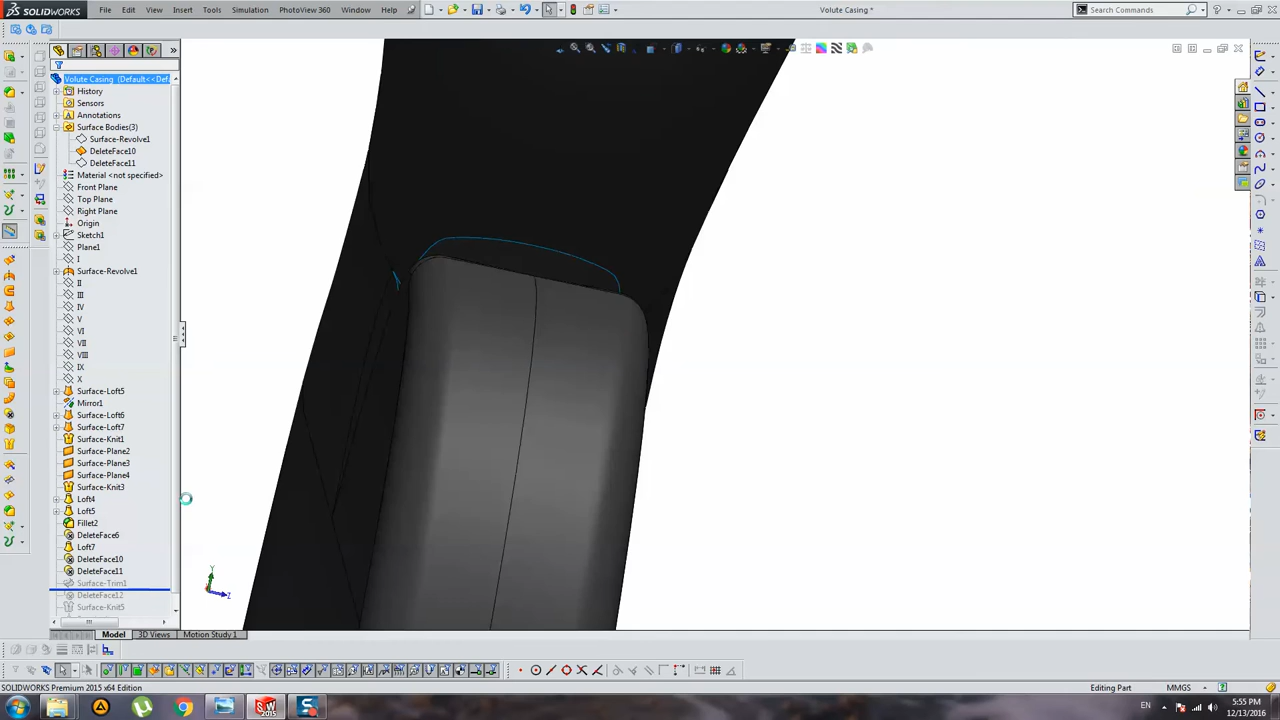 SOLIDWORKS
File Edit View Insert Tools Simulation PhotoView 360 Window Help
Volute Casing *
Search Commands
Volute Casing (Default<<Def
History
Sensors
Annotations
Surface Bodies(3)
Surface-Revolve1
DeleteFace10
DeleteFace11
Material <not specified>
Front Plane
Top Plane
Right Plane
Origin
Sketch1
Plane1
I
Surface-Revolve1
II
III
IV
V
VI
VII
VIII
IX
X
Surface-Loft5
Mirror1
Surface-Loft6
Surface-Loft7
Surface-Knit1
Surface-Plane2
Surface-Plane3
Surface-Plane4
Surface-Knit3
Loft4
Loft5
Fillet2
DeleteFace6
Loft7
DeleteFace10
DeleteFace11
Surface-Trim1
DeleteFace12
Surface-Knit5
Y
Z
Model 3D Views Motion Study 1
SOLIDWORKS Premium 2015 x64 Edition
Editing Part MMGS
EN
5:55 PM
12/13/2016